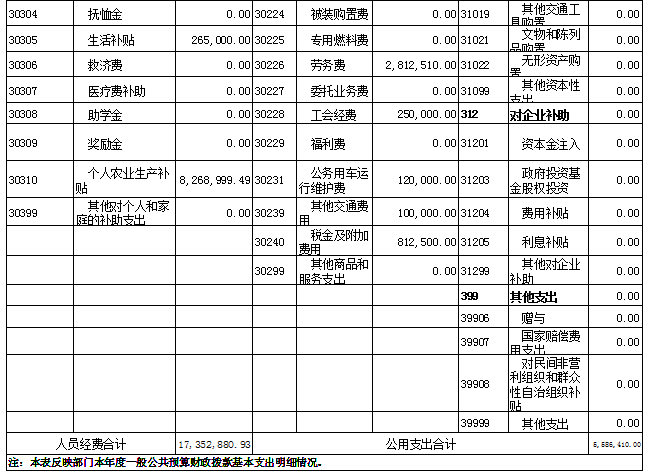 30304 抚恤金 0.00 30224 被装购置费 0.00 31019 其他交通工具购置 0.00
30305 生活补贴 265,000.00 30225 专用燃料费 0.00 31021 文物和陈列品购置 0.00
30306 救济费 0.00 30226 劳务费 2,812,510.00 31022 无形资产购置 0.00
30307 医疗费补助 0.00 30227 委托业务费 0.00 31099 其他资本性支出 0.00
30308 助学金 0.00 30228 工会经费 250,000.00 312 对企业补助 0.00
30309 奖励金 0.00 30229 福利费 0.00 31201 资本金注入 0.00
30310 个人农业生产补贴 8,268,999.49 30231 公务用车运行维护费 120,000.00 31203 政府投资基金股权投资 0.00
30399 其他对个人和家庭的补助支出 0.00 30239 其他交通费用 100,000.00 31204 费用补贴 0.00
30240 税金及附加费用 812,500.00 31205 利息补贴 0.00
30299 其他商品和服务支出 0.00 31299 其他对企业补助 0.00
399 其他支出 0.00
39906 赠与 0.00
39907 国家赔偿费用支出 0.00
39908 对民间非营利组织和群众性自治组织补贴 0.00
39999 其他支出 0.00
人员经费合计 17,352,880.93 公用支出合计 5,586,410.00
注：本表反映部门本年度一般公共预算财政拨款基本支出明细情况。